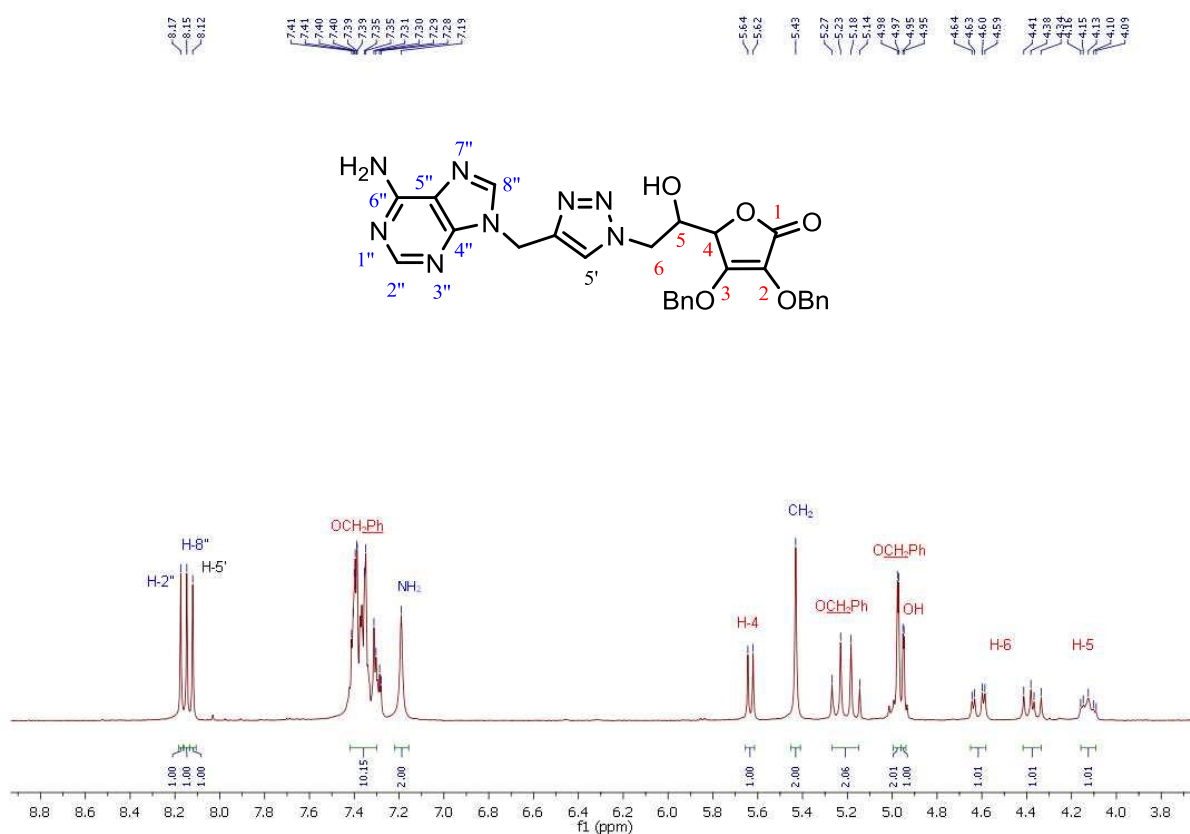 8.17 8.15 8.12 7.41 7.41 7.40 7.40 7.39 7.39 7.35 7.35 7.31 7.30 7.29 7.28 7.19 5.64 5.62 5.43 5.27 5.23 5.18 5.14 4.98 4.97 4.95 4.95 4.64 4.63 4.60 4.59 4.41 4.38 4.34 4.16 4.15 4.13 4.10 4.09
H₂N 7" HO
6" 5" 8" N N=N O 1 O
N N N 5 4
1" 4" 6
2" N 5' BnO 3 2 OBn
3"
CH₂
OCH₂Ph
H-8" OCH₂Ph
H-2" H-5' NH₂ OCH₂Ph OH
H-4 H-6 H-5
1.00 1.00 1.00 10.15 2.00 1.00 2.00 2.06 2.01 1.00 1.01 1.01 1.01
8.8 8.6 8.4 8.2 8.0 7.8 7.6 7.4 7.2 7.0 6.8 6.6 6.4 6.2 6.0 5.8 5.6 5.4 5.2 5.0 4.8 4.6 4.4 4.2 4.0 3.8
f1 (ppm)